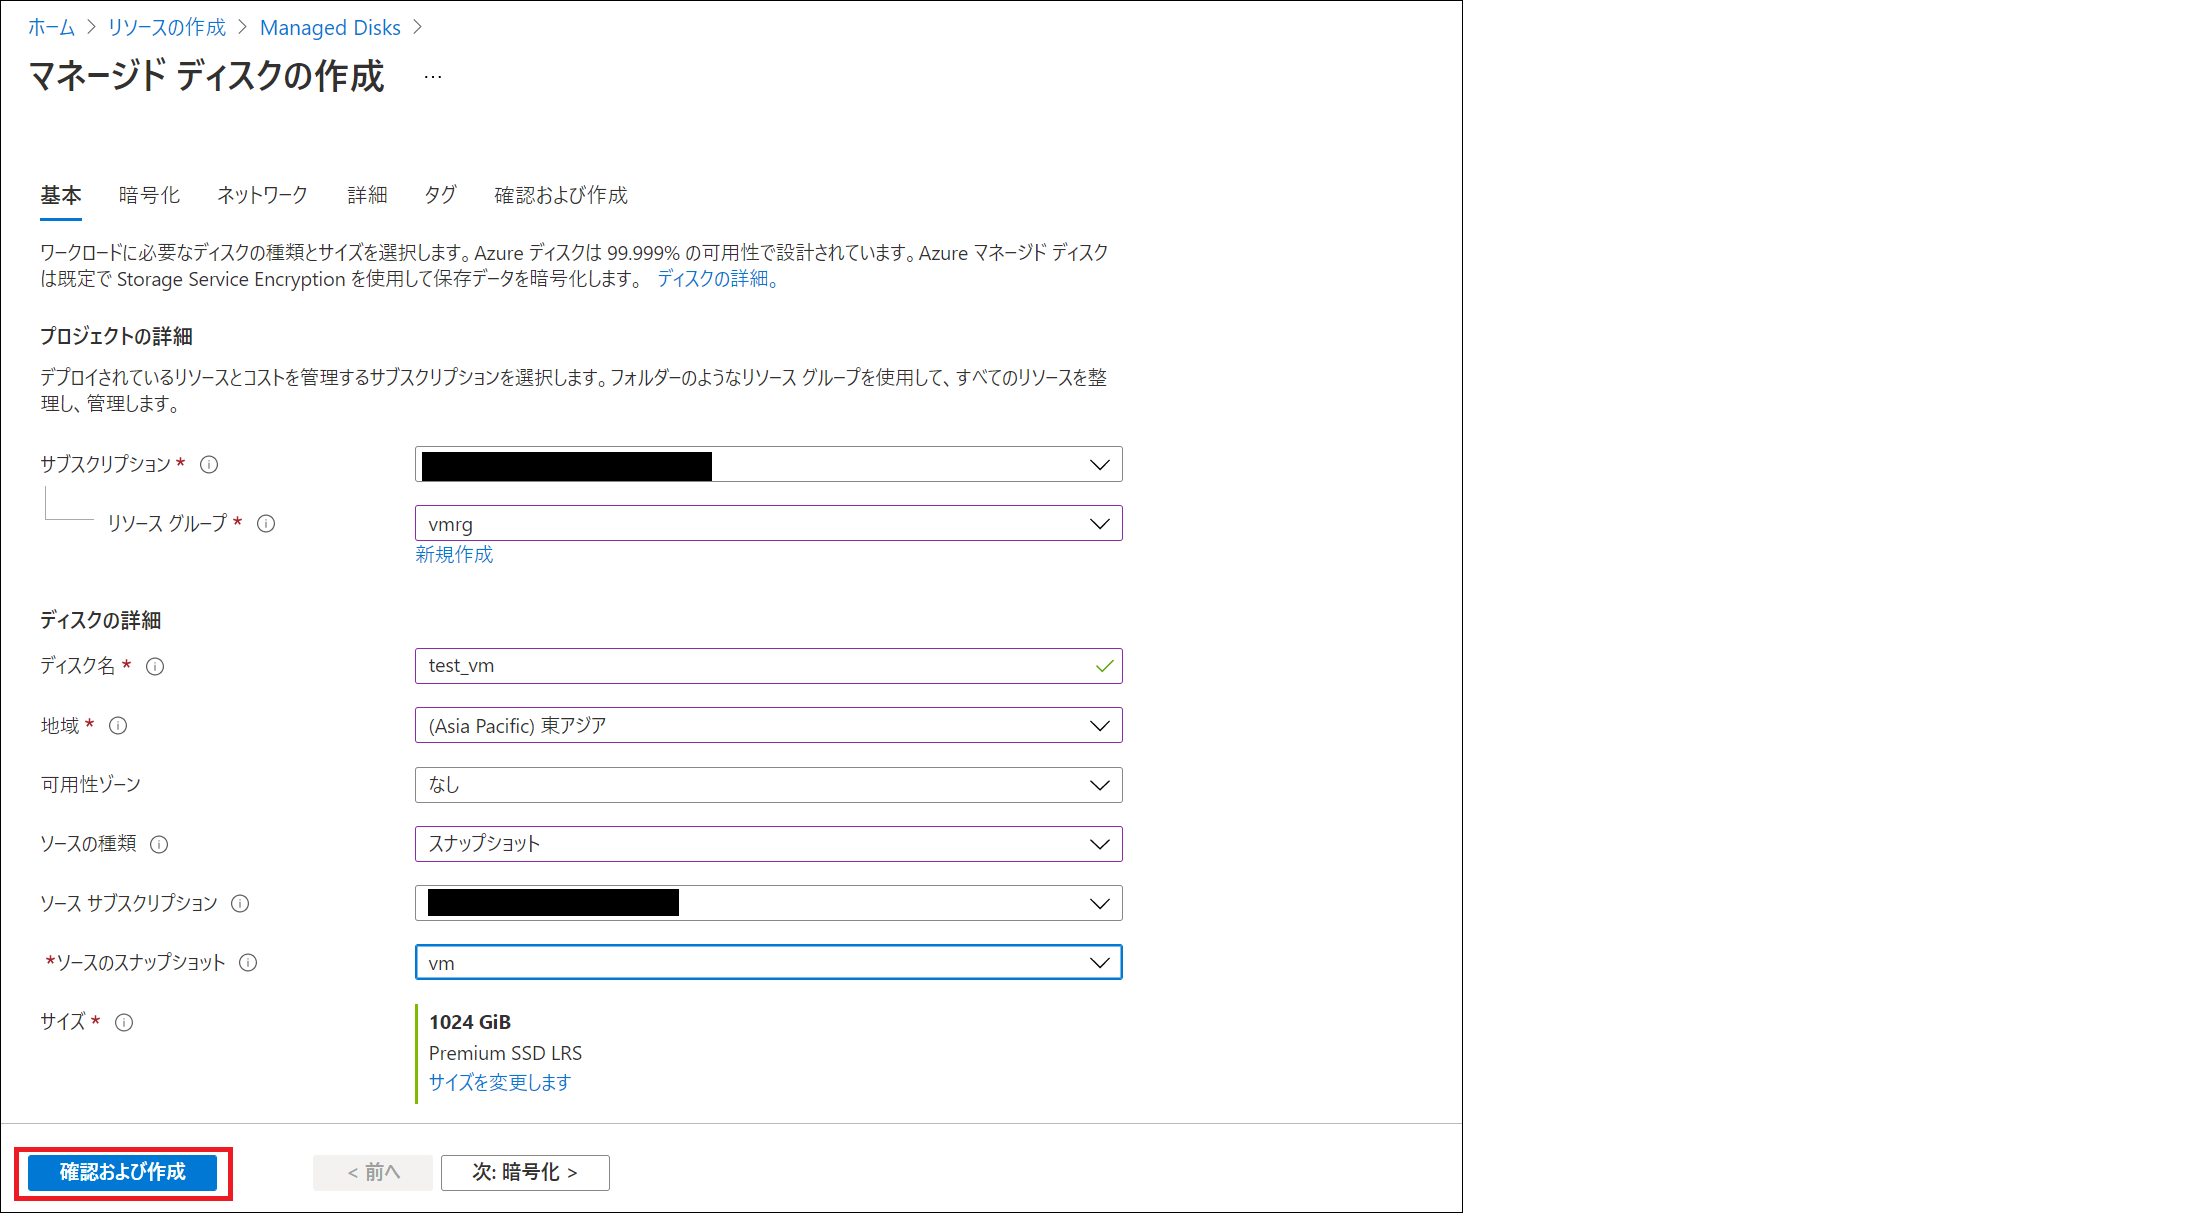 ホーム > リソースの作成 > Managed Disks >
マネージド ディスクの作成 …
基本 暗号化 ネットワーク 詳細 タグ 確認および作成
ワークロードに必要なディスクの種類とサイズを選択します。Azure ディスクは 99.999% の可用性で設計されています。Azure マネージド ディスク
は既定で Storage Service Encryption を使用して保存データを暗号化します。 ディスクの詳細。
プロジェクトの詳細
デプロイされているリソースとコストを管理するサブスクリプションを選択します。フォルダーのようなリソース グループを使用して、すべてのリソースを整
理し、管理します。
サブスクリプション *
リソース グループ * vmrg
新規作成
ディスクの詳細
ディスク名 * test_vm
地域 * (Asia Pacific) 東アジア
可用性ゾーン なし
ソースの種類 スナップショット
ソース サブスクリプション
*ソースのスナップショット vm
サイズ * 1024 GiB
Premium SSD LRS
サイズを変更します
確認および作成 < 前へ 次: 暗号化 >